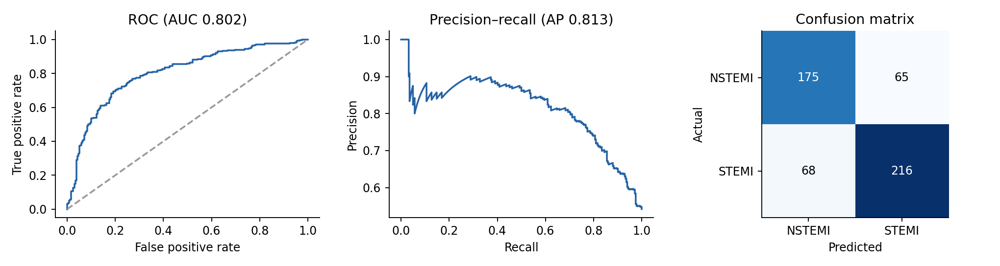 ROC (AUC 0.802)
1.0
0.8
0.6
0.4
0.2
0.0
True positive rate
0.0 0.2 0.4 0.6 0.8 1.0
False positive rate
Precision–recall (AP 0.813)
1.0
0.9
0.8
0.7
0.6
Precision
0.0 0.2 0.4 0.6 0.8 1.0
Recall
Confusion matrix
NSTEMI 175 65
Actual
STEMI 68 216
NSTEMI STEMI
Predicted